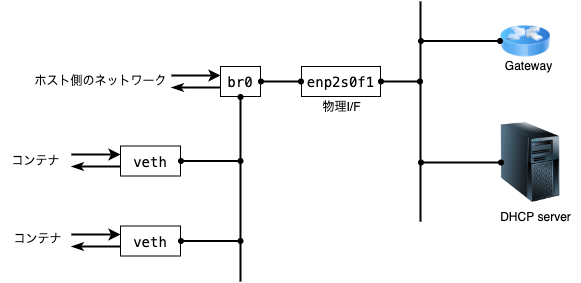 Gateway
ホスト側のネットワーク
br0
enp2s0f1
物理I/F
コンテナ
veth
DHCP server
コンテナ
veth